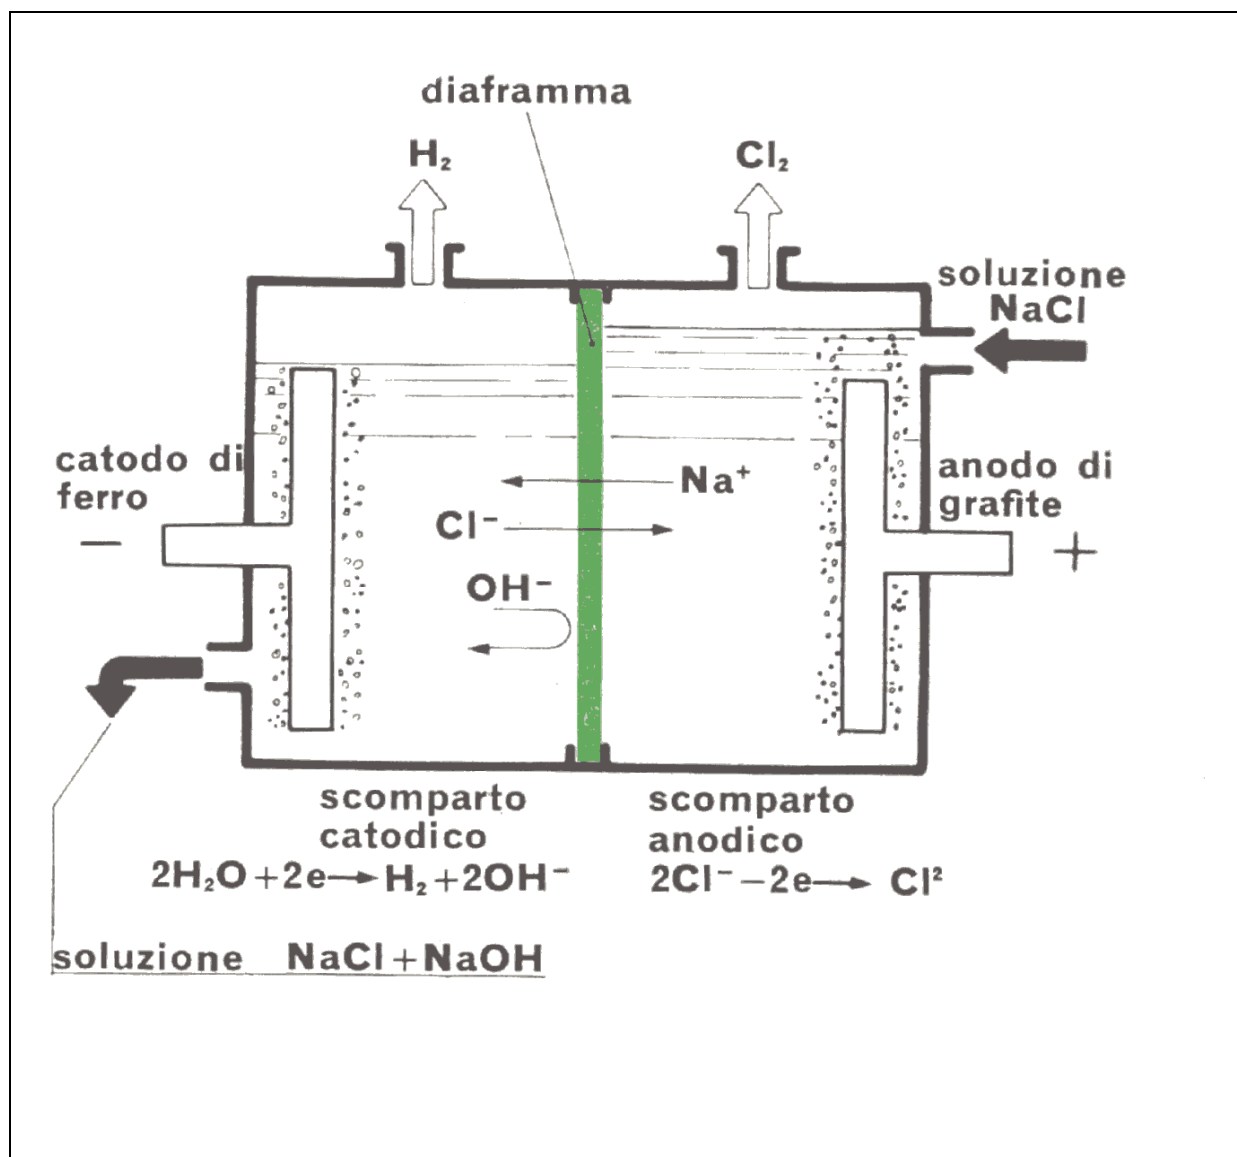 diaframma
H₂
Cl₂
soluzione
NaCl
catodo di
ferro
−
Na⁺
Cl⁻
OH⁻
anodo di
grafite
+
scomparto
catodico
2H₂O+2e→H₂+2OH⁻
scomparto
anodico
2Cl⁻−2e→ Cl²
soluzione NaCl+NaOH